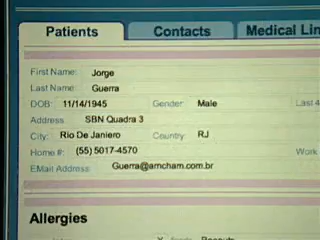 Patients Contacts Medical Lin
First Name: Jorge
Last Name: Guerra
DOB: 11/14/1945 Gender: Male Last 4
Address: SBN Quadra 3
City: Rio De Janiero Country: RJ
Home #: (55) 5017-4570 Work
EMail Address: Guerra@amcham.com.br
Allergies